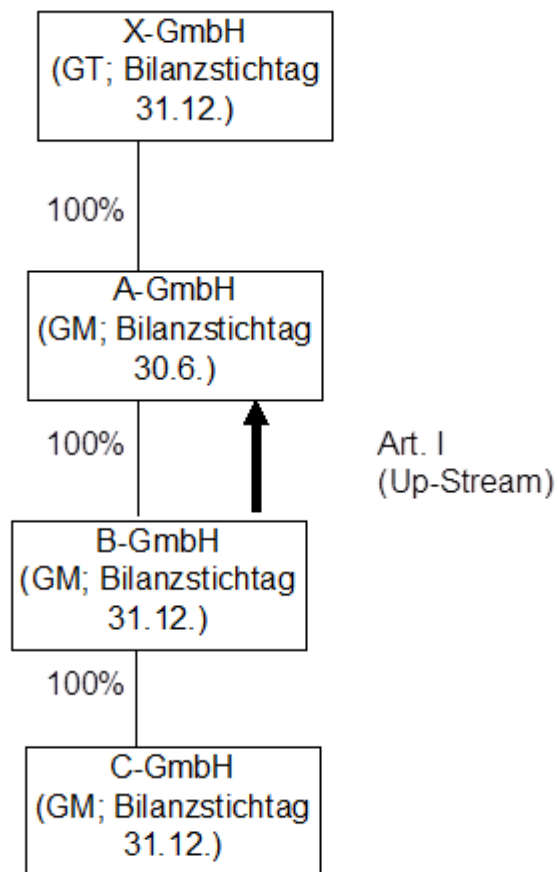 X-GmbH
(GT; Bilanzstichtag
31.12.)
100%
A-GmbH
(GM; Bilanzstichtag
30.6.)
100%
Art. I
(Up-Stream)
B-GmbH
(GM; Bilanzstichtag
31.12.)
100%
C-GmbH
(GM; Bilanzstichtag
31.12.)